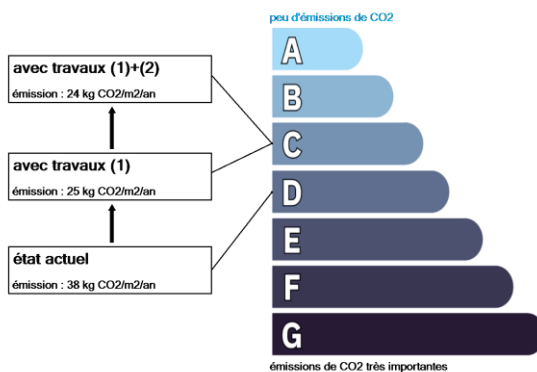 peu d'émissions de CO2
avec travaux (1)+(2)
émission : 24 kg CO2/m2/an
avec travaux (1)
émission : 25 kg CO2/m2/an
état actuel
émission : 38 kg CO2/m2/an
A
B
C
D
E
F
G
émissions de CO2 très importantes